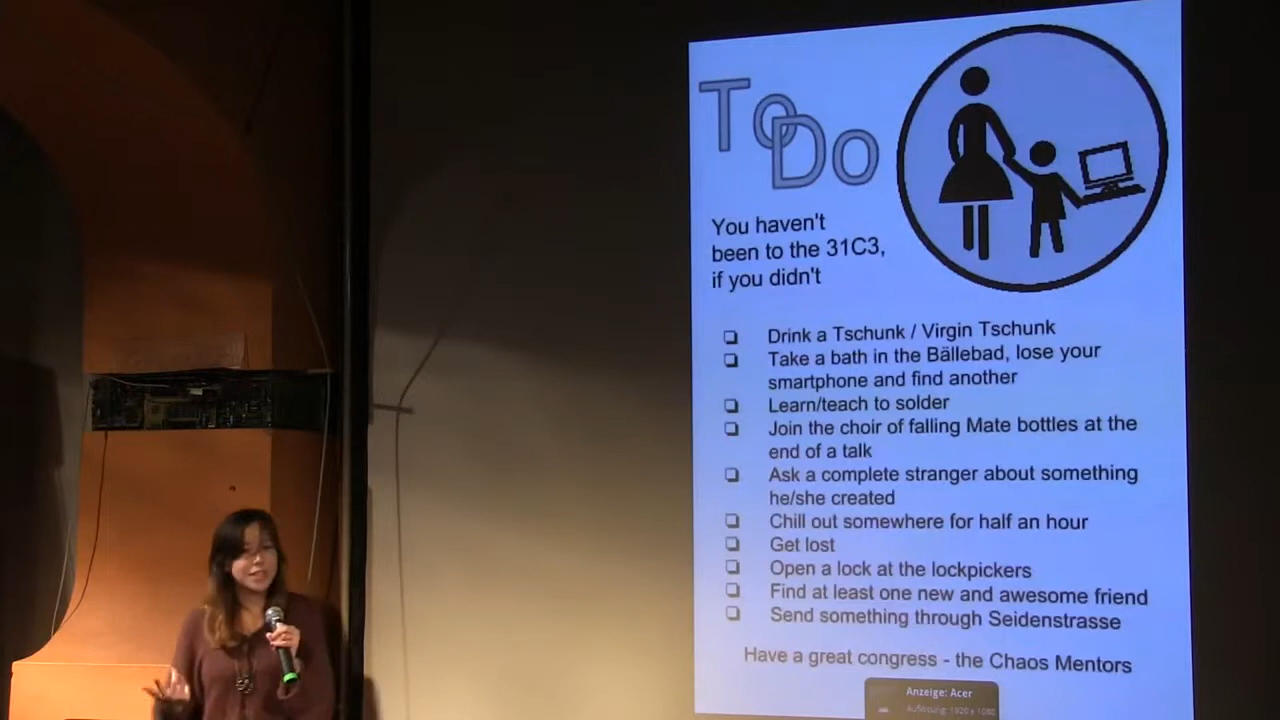 ToDo
You haven't
been to the 31C3,
if you didn't
❏ Drink a Tschunk / Virgin Tschunk
❏ Take a bath in the Bällebad, lose your
smartphone and find another
❏ Learn/teach to solder
❏ Join the choir of falling Mate bottles at the
end of a talk
❏ Ask a complete stranger about something
he/she created
❏ Chill out somewhere for half an hour
❏ Get lost
❏ Open a lock at the lockpickers
❏ Find at least one new and awesome friend
❏ Send something through Seidenstrasse
Have a great congress - the Chaos Mentors
Anzeige: Acer
Auflösung: 1920 x 1080